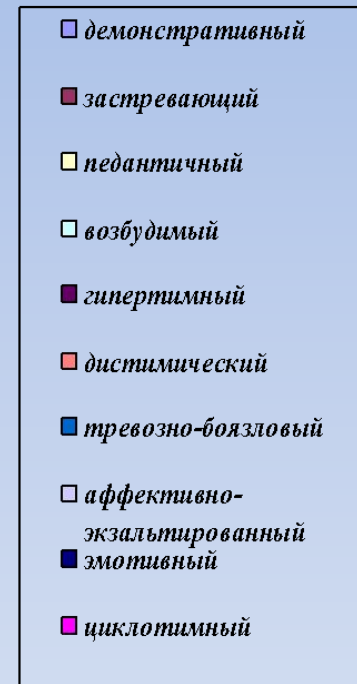 демонстративный
застревающий
педантичный
возбудимый
гипертимный
дистимический
тревозно-боязловый
аффективно-
экзальтированный
эмотивный
циклотимный